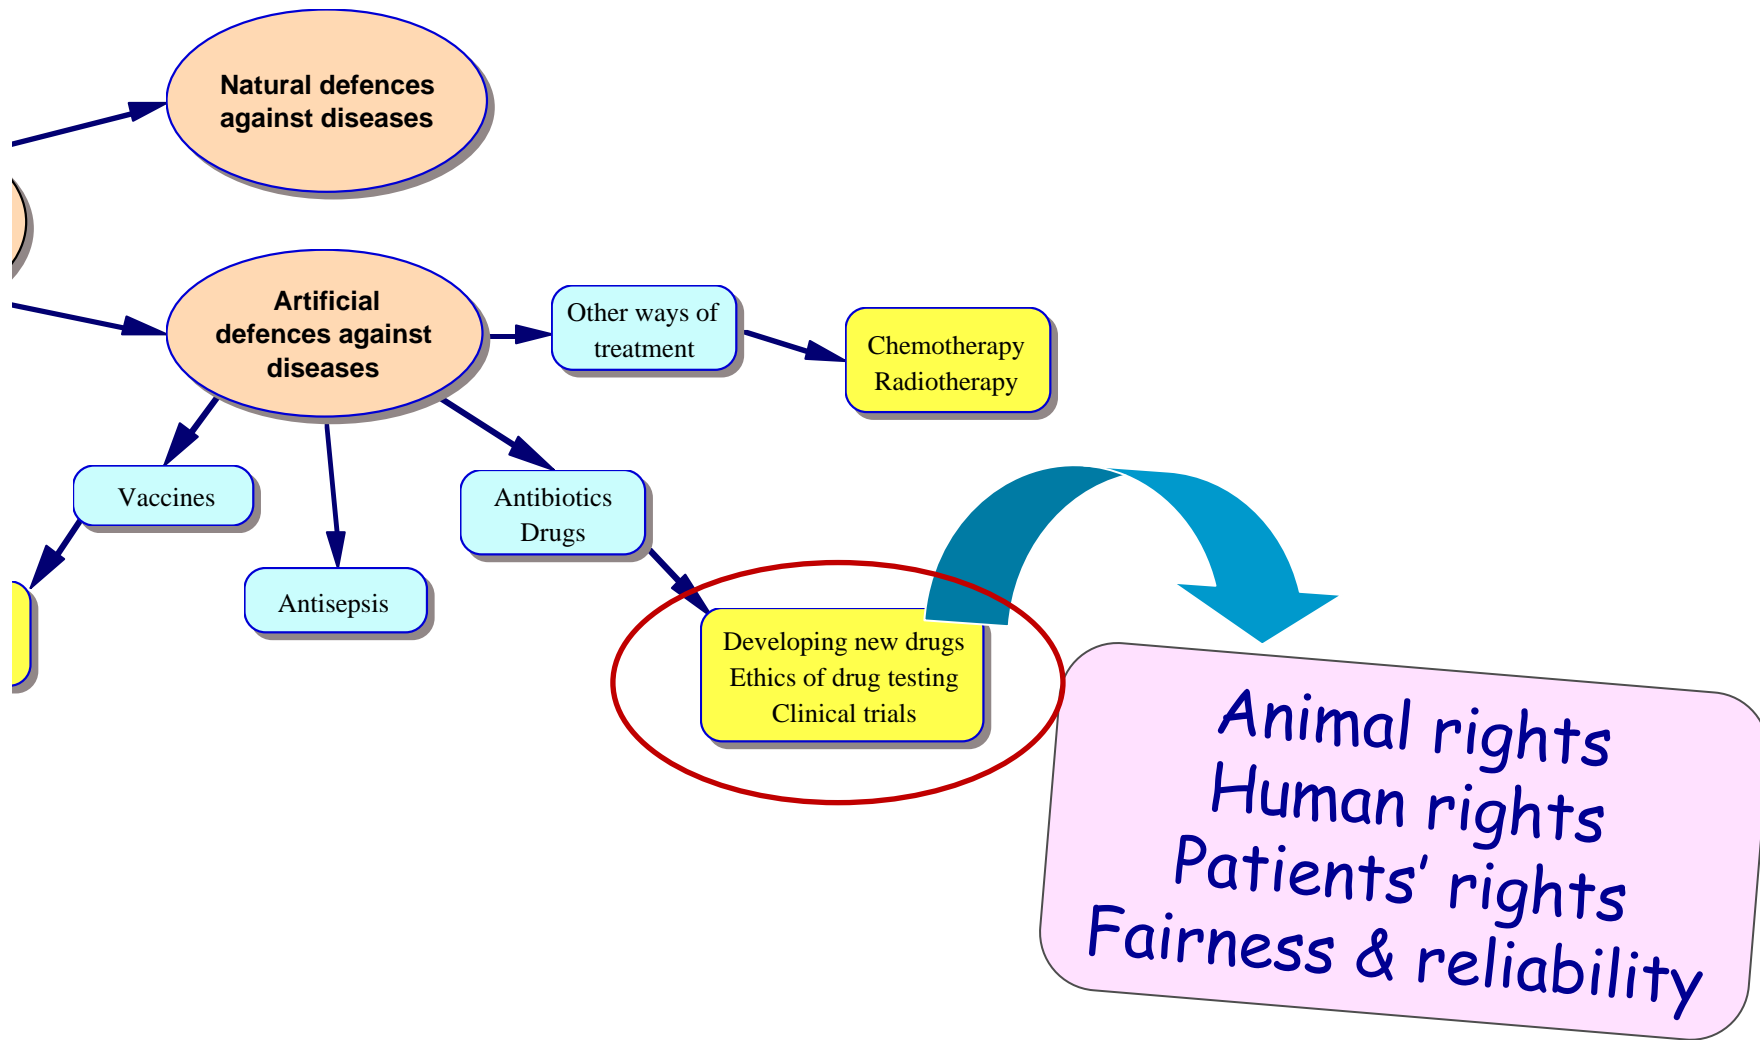 Natural defences
against diseases
Artificial
defences against
diseases
Other ways of
treatment
Chemotherapy
Radiotherapy
Vaccines
Antibiotics
Drugs
Antisepsis
Developing new drugs
Ethics of drug testing
Clinical trials
Animal rights
Human rights
Patients’ rights
Fairness & reliability